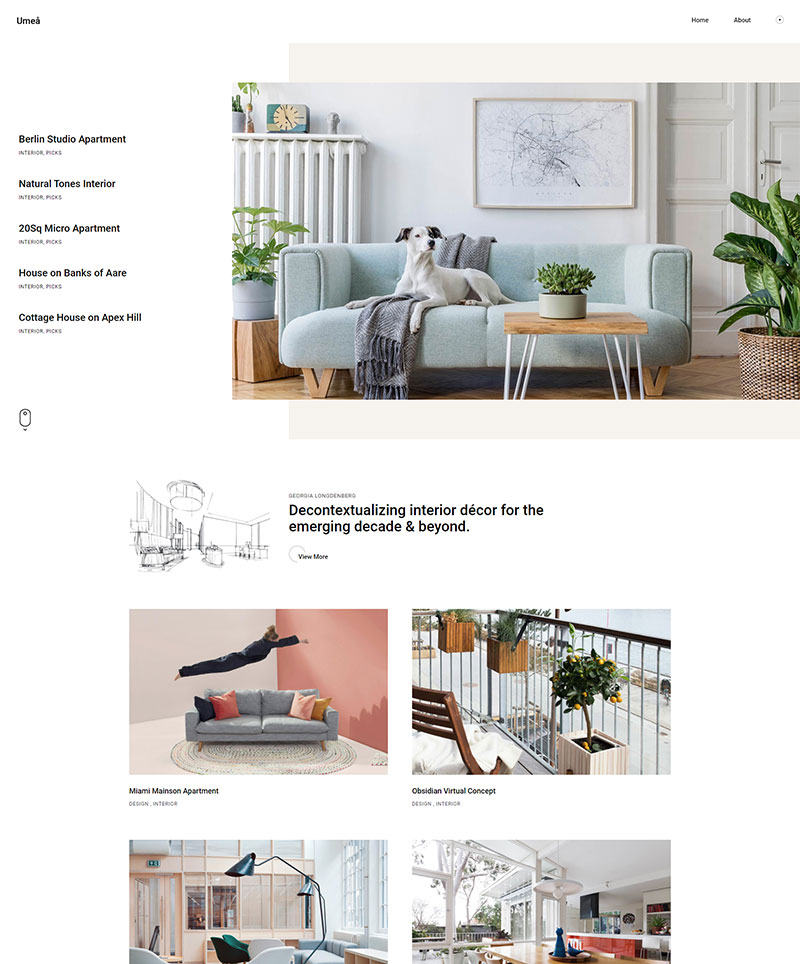 Umeå
Home
About
Berlin Studio Apartment
INTERIOR, PICKS
Natural Tones Interior
INTERIOR, PICKS
20Sq Micro Apartment
INTERIOR, PICKS
House on Banks of Aare
INTERIOR, PICKS
Cottage House on Apex Hill
INTERIOR, PICKS
GEORGIA LONGDENBERG
Decontextualizing interior décor for the
emerging decade & beyond.
View More
Miami Mainson Apartment
DESIGN , INTERIOR
Obsidian Virtual Concept
DESIGN , INTERIOR